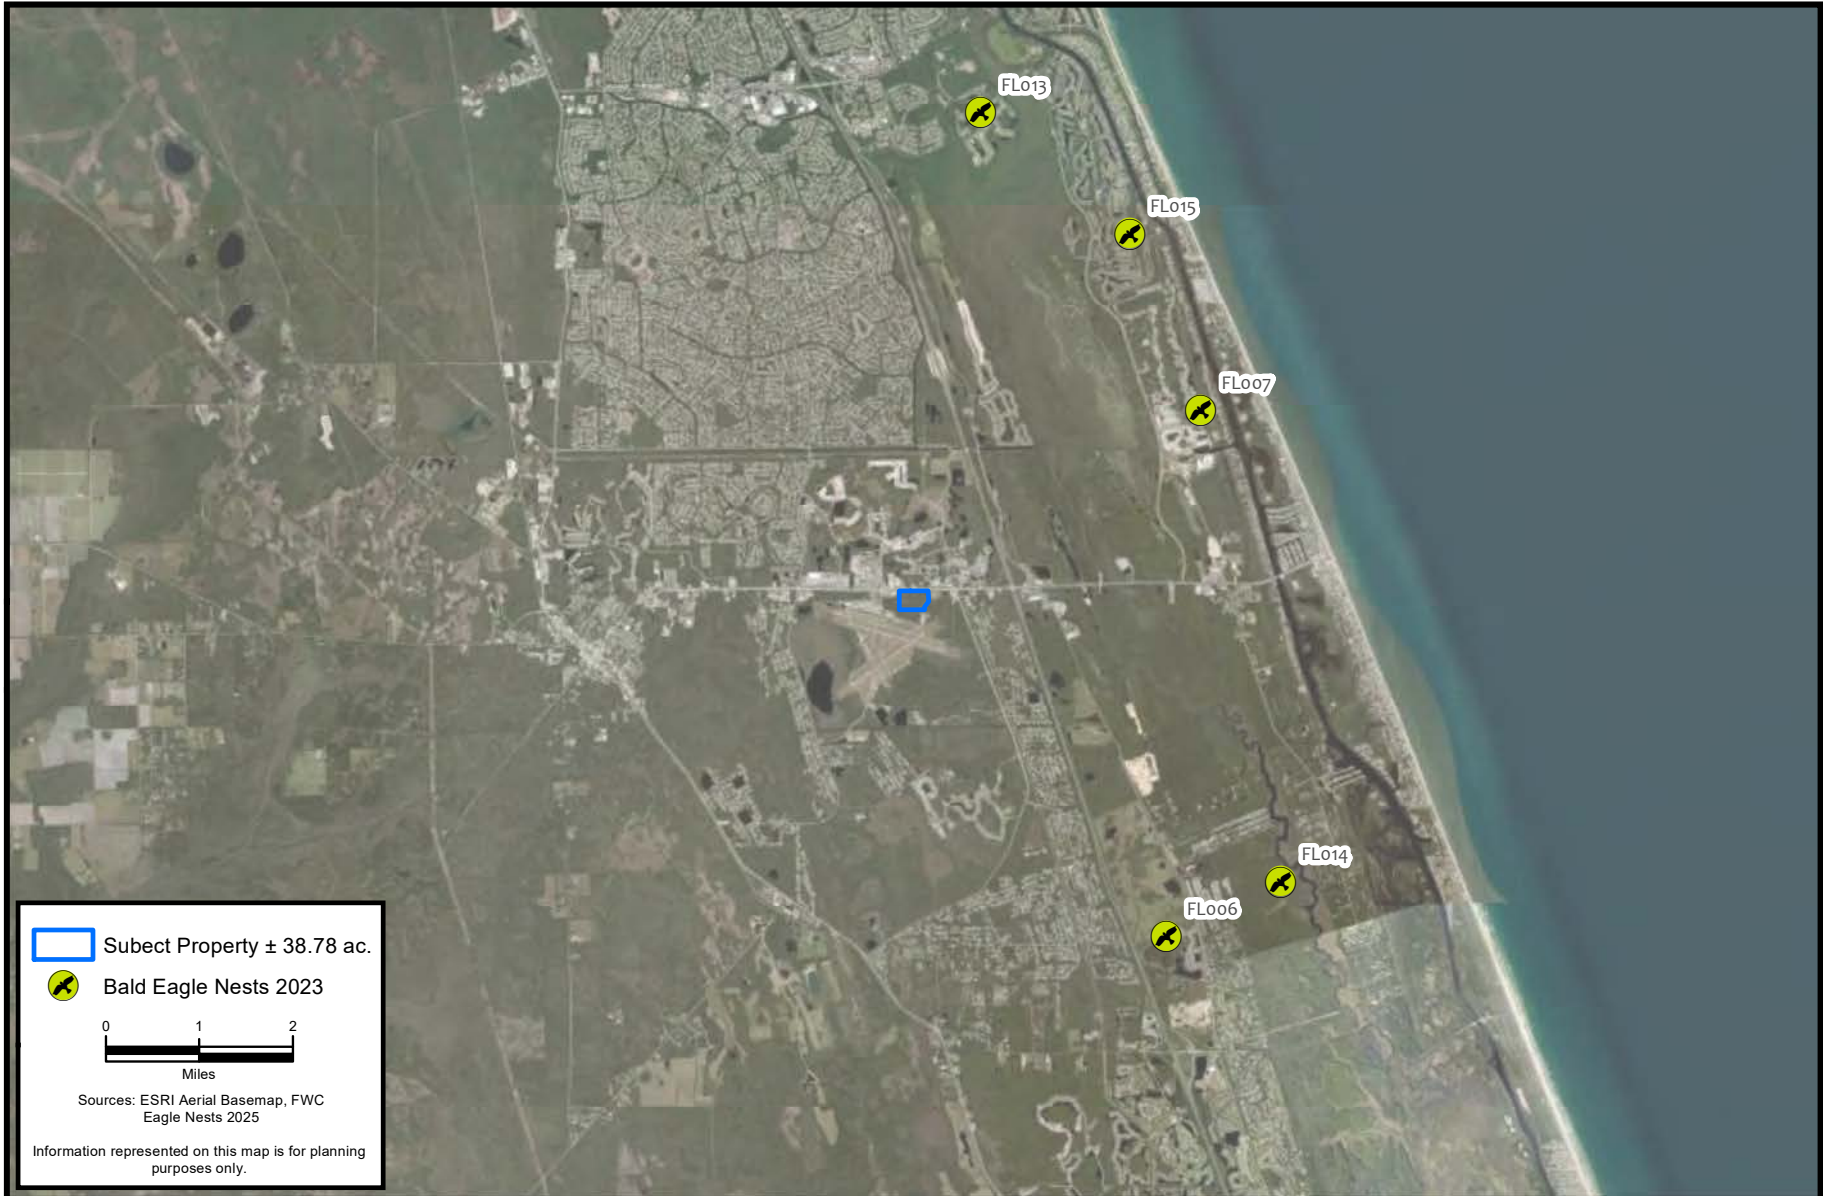 FL013
FL015
FL007
FL014
FL006
Subect Property ± 38.78 ac.
Bald Eagle Nests 2023
0 1 2
Miles
Sources: ESRI Aerial Basemap, FWC
Eagle Nests 2025
Information represented on this map is for planning
purposes only.